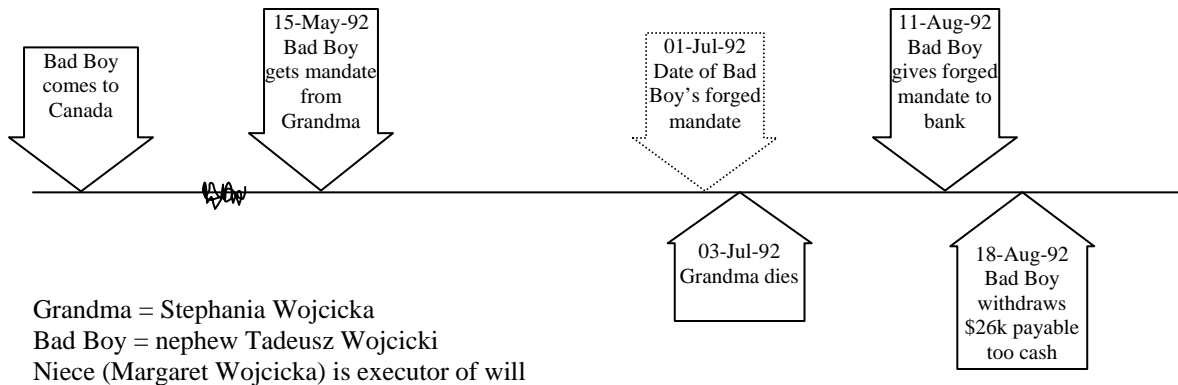 Bad Boy
comes to
Canada
15-May-92
Bad Boy
gets mandate
from
Grandma
01-Jul-92
Date of Bad
Boy's forged
mandate
11-Aug-92
Bad Boy
gives forged
mandate to
bank
03-Jul-92
Grandma dies
18-Aug-92
Bad Boy
withdraws
$26k payable
too cash
Grandma = Stephania Wojcicka
Bad Boy = nephew Tadeusz Wojcicki
Niece (Margaret Wojcicka) is executor of will